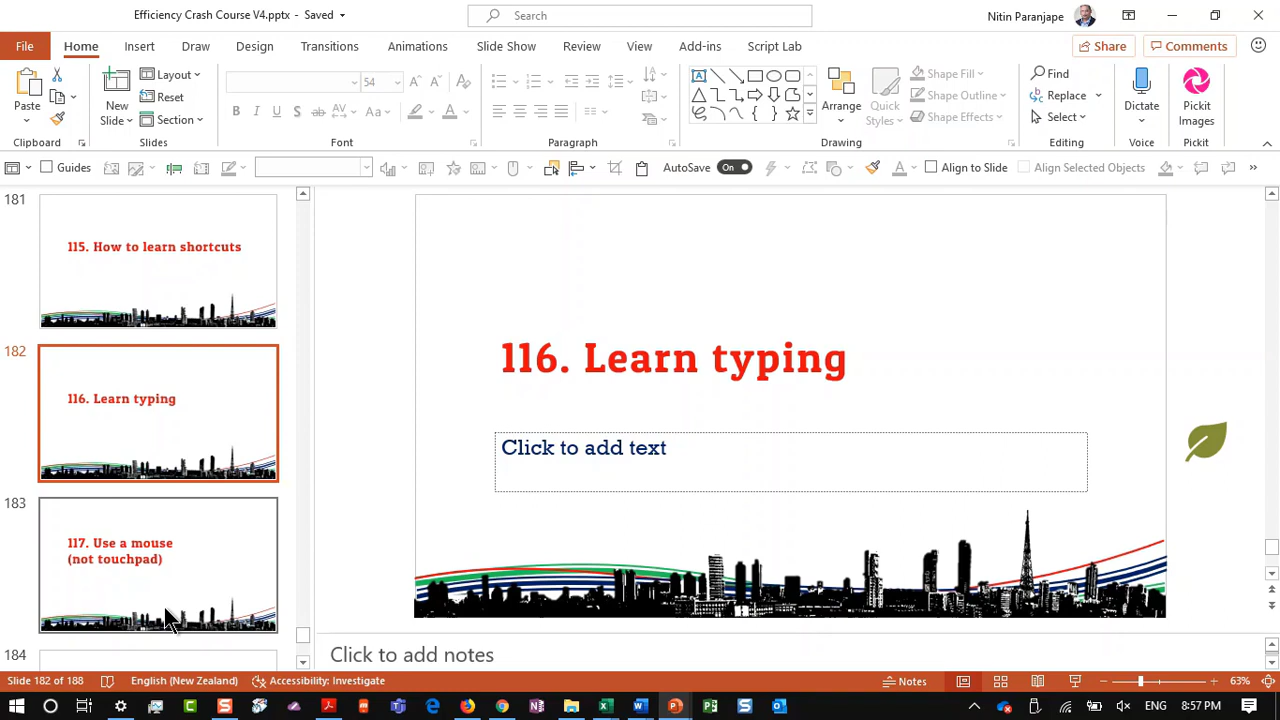 Efficiency Crash Course V4.pptx - Saved
Search
Nitin Paranjape
File
Home
Insert
Draw
Design
Transitions
Animations
Slide Show
Review
View
Add-ins
Script Lab
Share
Comments
Paste
New Slide
Layout
Reset
Section
54
B I U S ab AV Aa A
Arrange
Quick Styles
Shape Fill
Shape Outline
Shape Effects
Find
Replace
Select
Dictate
Pickit Images
Clipboard
Slides
Font
Paragraph
Drawing
Editing
Voice
Pickit
Guides
AutoSave
On
Align to Slide
Align Selected Objects
181
115. How to learn shortcuts
182
116. Learn typing
183
117. Use a mouse
(not touchpad)
184
116. Learn typing
Click to add text
Click to add notes
Slide 182 of 188
English (New Zealand)
Accessibility: Investigate
Notes
63%
ENG
8:57 PM